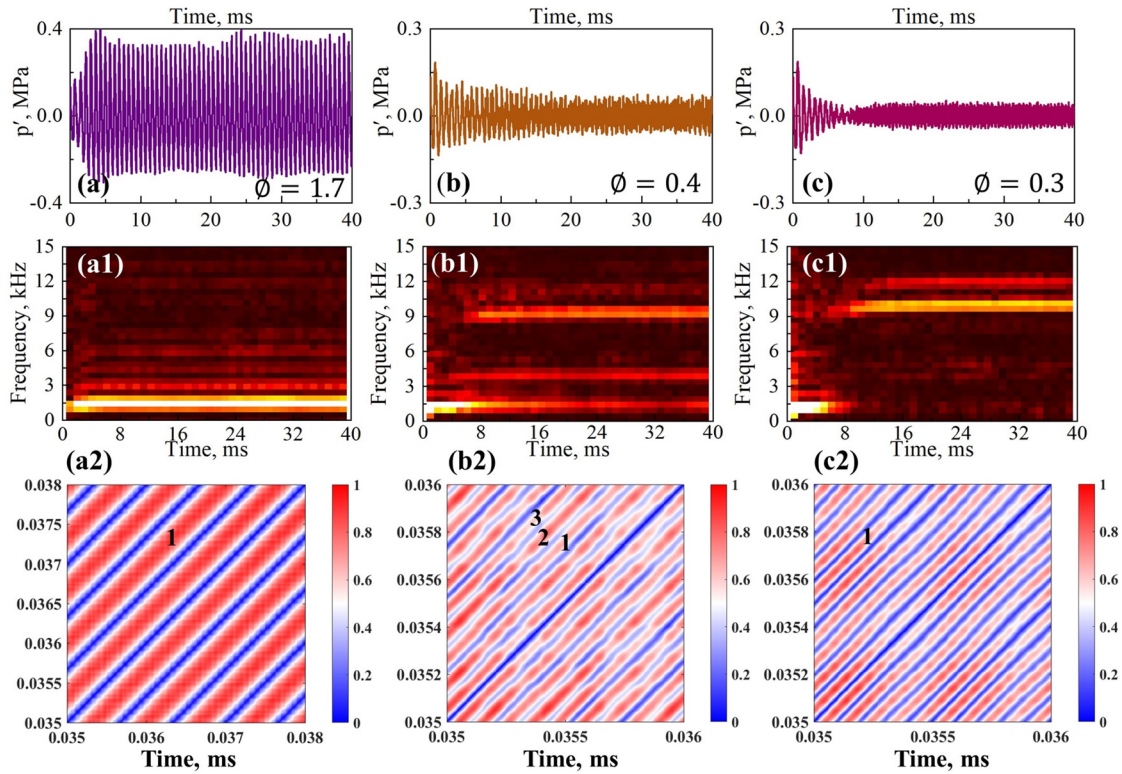 Time, ms
Time, ms
Time, ms
0.4
0.0
-0.4
p′, MPa
(a)
∅ = 1.7
0 10 20 30 40
0.3
0.0
-0.3
p′, MPa
(b)
∅ = 0.4
0 10 20 30 40
0.3
0.0
-0.3
p′, MPa
(c)
∅ = 0.3
0 10 20 30 40
15
12
9
6
3
0
Frequency, kHz
(a1)
0 8 16 24 32 40
Time, ms
15
12
9
6
3
0
Frequency, kHz
(b1)
0 8 16 24 32 40
Time, ms
15
12
9
6
3
0
Frequency, kHz
(c1)
0 8 16 24 32 40
Time, ms
(a2)
0.038
0.0375
0.037
0.0365
0.036
0.0355
0.035
1
0.035 0.036 0.037 0.038
Time, ms
1
0.8
0.6
0.4
0.2
0
(b2)
0.036
0.0358
0.0356
0.0354
0.0352
0.035
3
2
1
0.035 0.0355 0.036
Time, ms
1
0.8
0.6
0.4
0.2
0
(c2)
0.036
0.0358
0.0356
0.0354
0.0352
0.035
1
0.035 0.0355 0.036
Time, ms
1
0.8
0.6
0.4
0.2
0